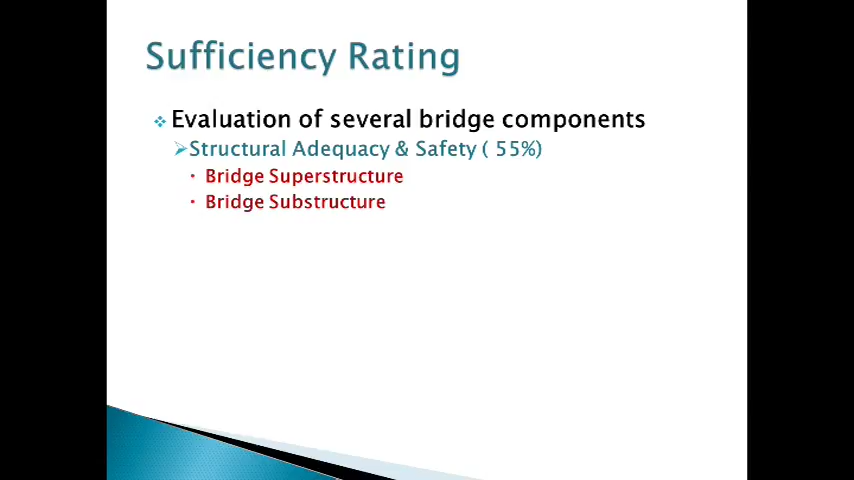 Sufficiency Rating
Evaluation of several bridge components
Structural Adequacy & Safety ( 55%)
Bridge Superstructure
Bridge Substructure